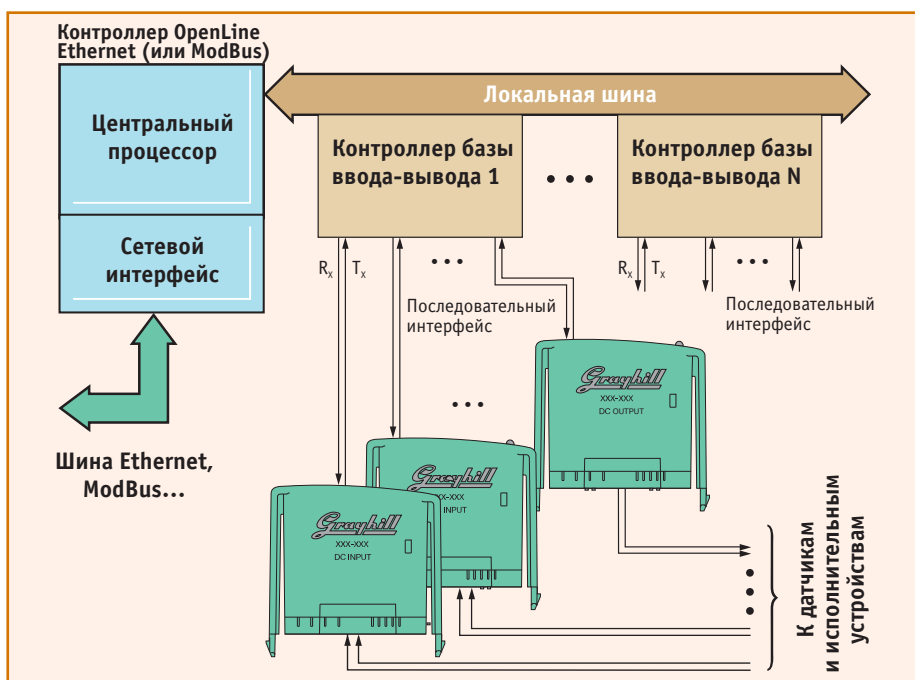 Контроллер OpenLine
Ethernet (или ModBus)
Центральный
процессор
Сетевой
интерфейс
Шина Ethernet,
ModBus...
Локальная шина
Контроллер базы
ввода-вывода 1
• • •
Контроллер базы
ввода-вывода N
Rx
Tx
• • •
Последовательный
интерфейс
Rx
Tx
• • •
Последовательный
интерфейс
• • •
Grayhill
XXX-XXX
DC OUTPUT
Grayhill
XX-XXX
INPUT
Grayhill
XXX-XXX
DC INPUT
К датчикам
и исполнительным
устройствам